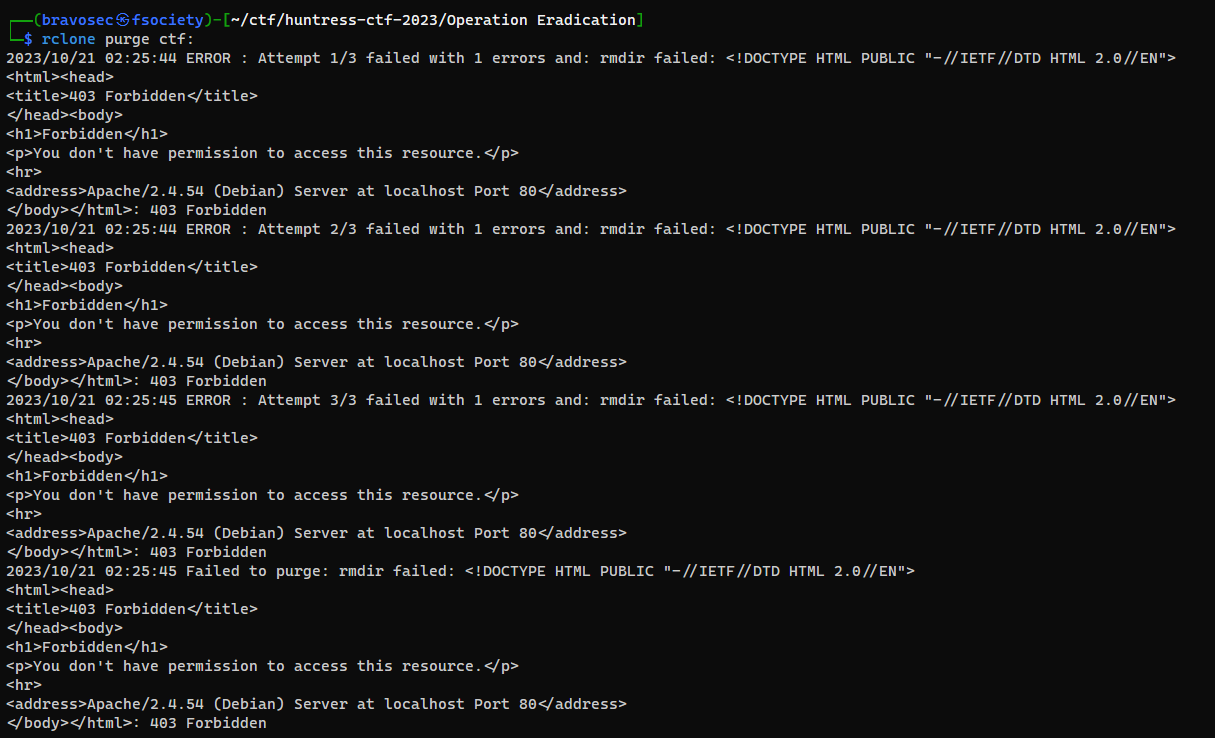 ┌──(bravosec㉿fsociety)-[~/ctf/huntress-ctf-2023/Operation Eradication]
└─$ rclone purge ctf:
2023/10/21 02:25:44 ERROR : Attempt 1/3 failed with 1 errors and: rmdir failed: <!DOCTYPE HTML PUBLIC "-//IETF//DTD HTML 2.0//EN">
<html><head>
<title>403 Forbidden</title>
</head><body>
<h1>Forbidden</h1>
<p>You don't have permission to access this resource.</p>
<hr>
<address>Apache/2.4.54 (Debian) Server at localhost Port 80</address>
</body></html>: 403 Forbidden
2023/10/21 02:25:44 ERROR : Attempt 2/3 failed with 1 errors and: rmdir failed: <!DOCTYPE HTML PUBLIC "-//IETF//DTD HTML 2.0//EN">
<html><head>
<title>403 Forbidden</title>
</head><body>
<h1>Forbidden</h1>
<p>You don't have permission to access this resource.</p>
<hr>
<address>Apache/2.4.54 (Debian) Server at localhost Port 80</address>
</body></html>: 403 Forbidden
2023/10/21 02:25:45 ERROR : Attempt 3/3 failed with 1 errors and: rmdir failed: <!DOCTYPE HTML PUBLIC "-//IETF//DTD HTML 2.0//EN">
<html><head>
<title>403 Forbidden</title>
</head><body>
<h1>Forbidden</h1>
<p>You don't have permission to access this resource.</p>
<hr>
<address>Apache/2.4.54 (Debian) Server at localhost Port 80</address>
</body></html>: 403 Forbidden
2023/10/21 02:25:45 Failed to purge: rmdir failed: <!DOCTYPE HTML PUBLIC "-//IETF//DTD HTML 2.0//EN">
<html><head>
<title>403 Forbidden</title>
</head><body>
<h1>Forbidden</h1>
<p>You don't have permission to access this resource.</p>
<hr>
<address>Apache/2.4.54 (Debian) Server at localhost Port 80</address>
</body></html>: 403 Forbidden